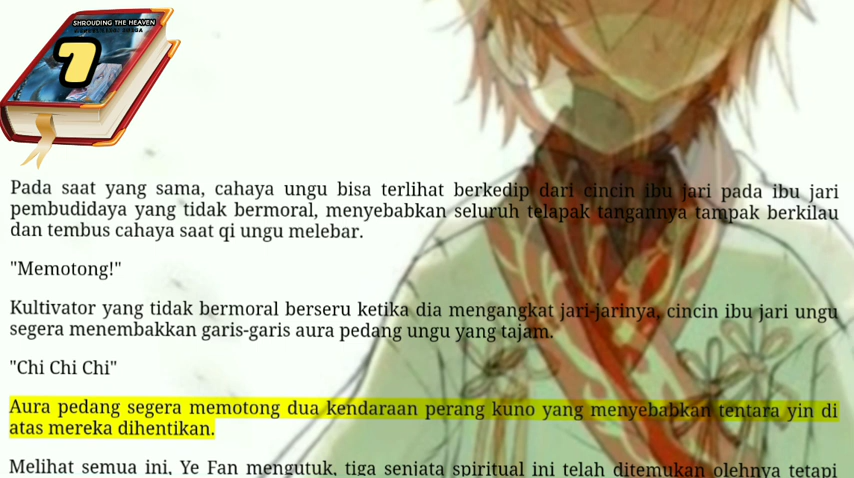 SHROUDING THE HEAVEN
7
Pada saat yang sama, cahaya ungu bisa terlihat berkedip dari cincin ibu jari pada ibu jari
pembudidaya yang tidak bermoral, menyebabkan seluruh telapak tangannya tampak berkilau
dan tembus cahaya saat qi ungu melebar.
"Memotong!"
Kultivator yang tidak bermoral berseru ketika dia mengangkat jari-jarinya, cincin ibu jari ungu
segera menembakkan garis-garis aura pedang ungu yang tajam.
"Chi Chi Chi"
Aura pedang segera memotong dua kendaraan perang kuno yang menyebabkan tentara yin di
atas mereka dihentikan.
Melihat semua ini, Ye Fan mengutuk, tiga senjata spiritual ini telah ditemukan olehnya tetapi